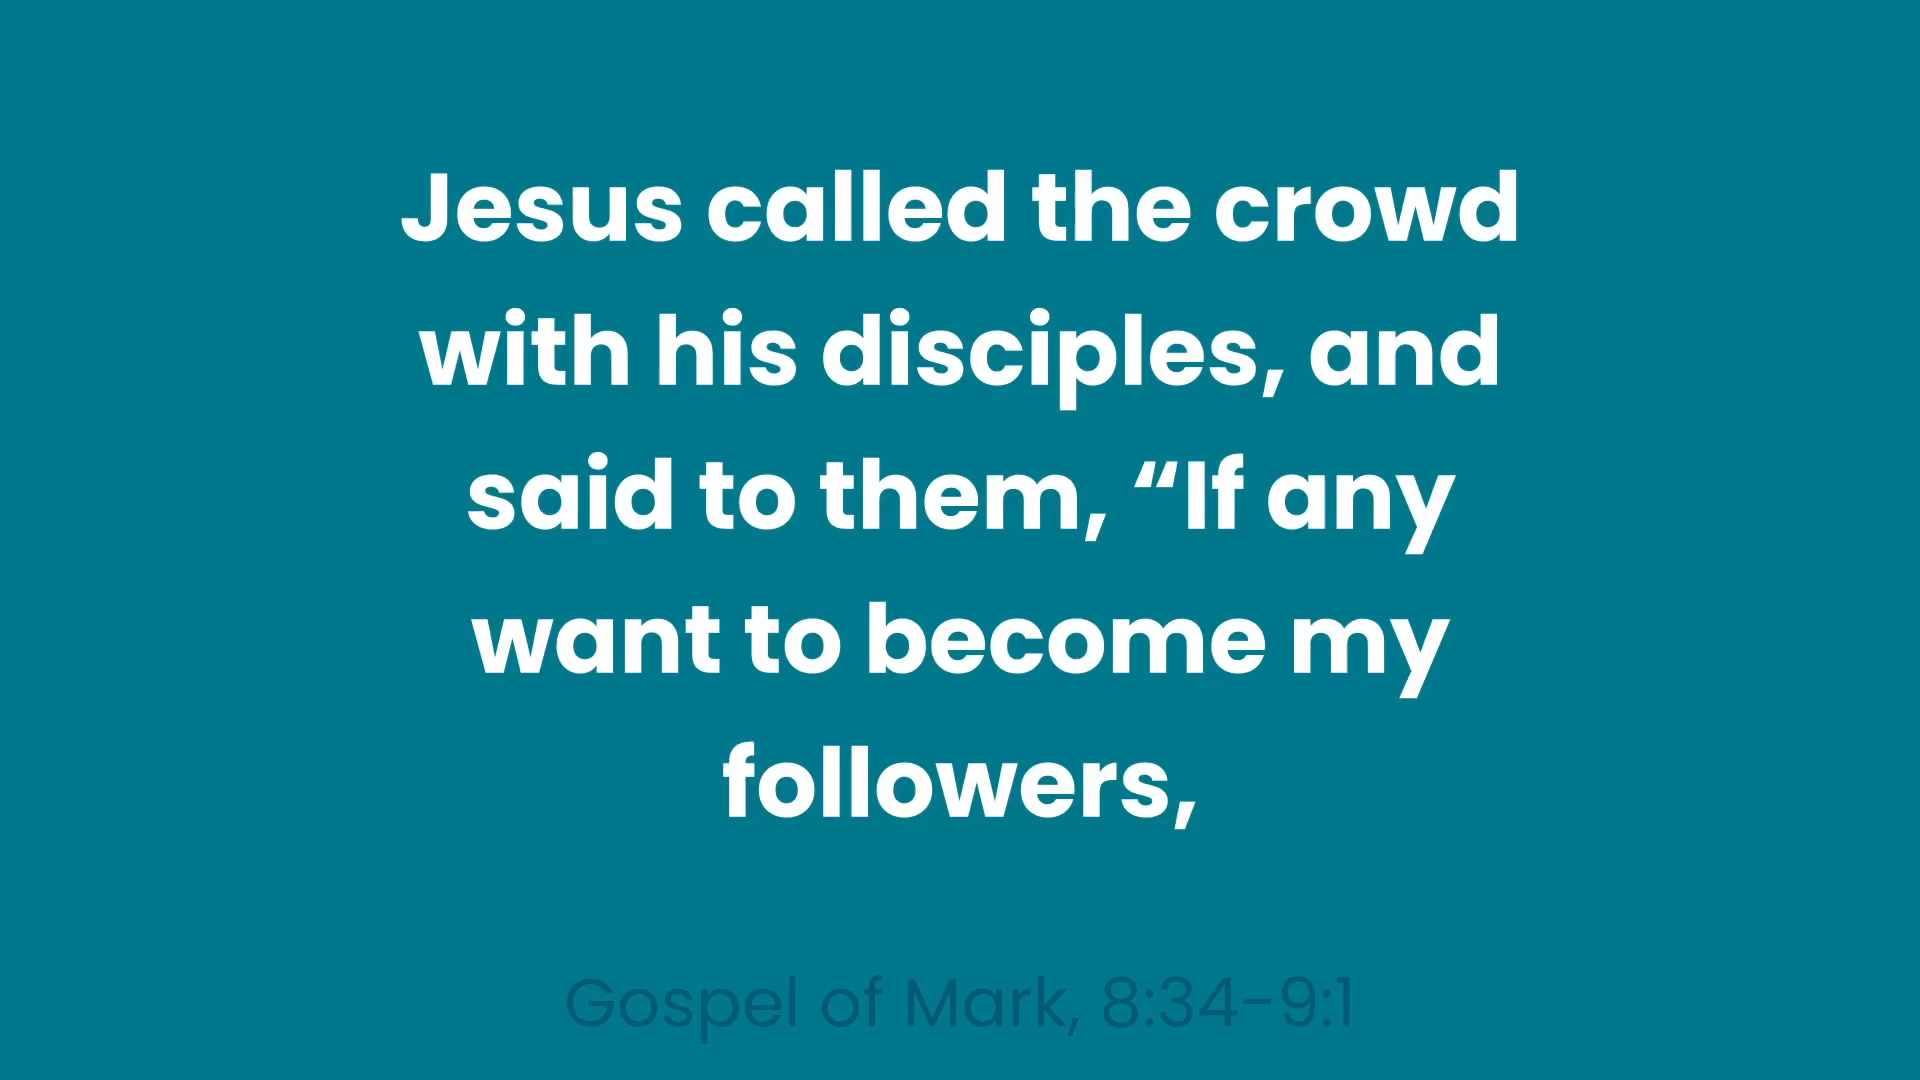 Jesus called the crowd
with his disciples, and
said to them, “If any
want to become my
followers,
Gospel of Mark, 8:34-9:1